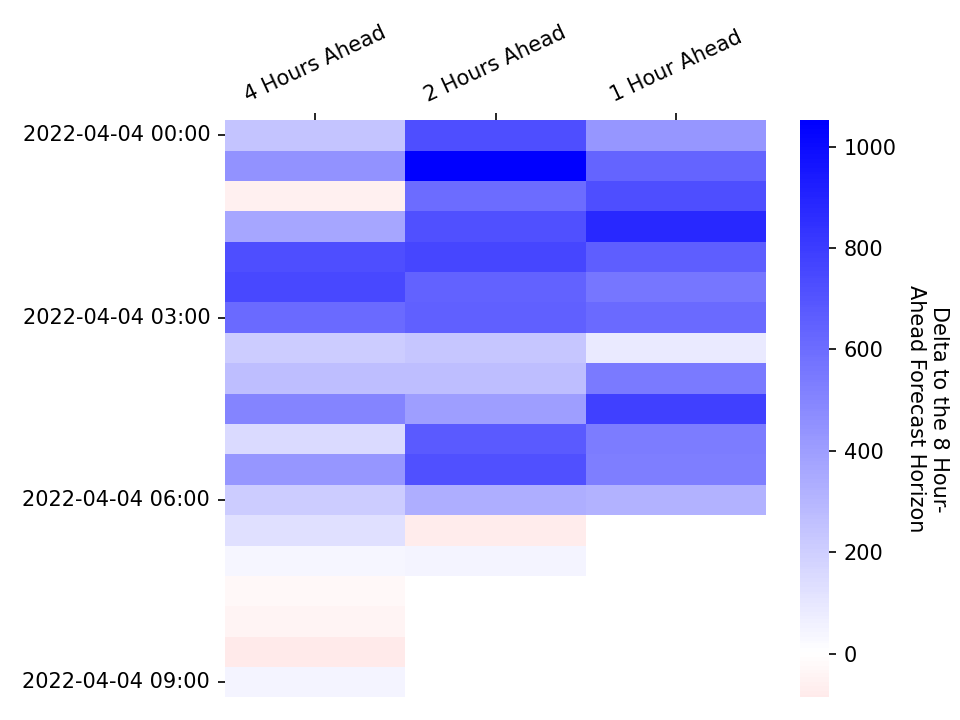 4 Hours Ahead
2 Hours Ahead
1 Hour Ahead
2022-04-04 00:00
2022-04-04 03:00
2022-04-04 06:00
2022-04-04 09:00
1000
800
600
400
200
0
Delta to the 8 Hour-
Ahead Forecast Horizon